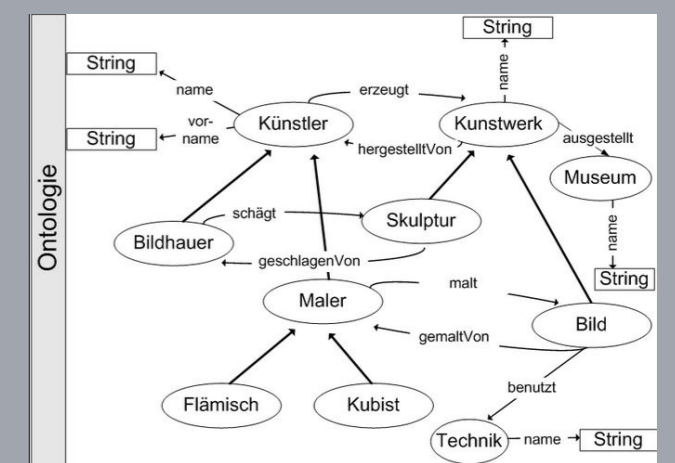 String
String
name
name
erzeugt
vor-
name
String
Künstler
Kunstwerk
ausgestellt
hergestelltVon
Museum
Ontologie
schägt
Skulptur
name
Bildhauer
geschlagenVon
String
malt
Maler
Bild
gemaltVon
benutzt
Flämisch
Kubist
Technik
name
String